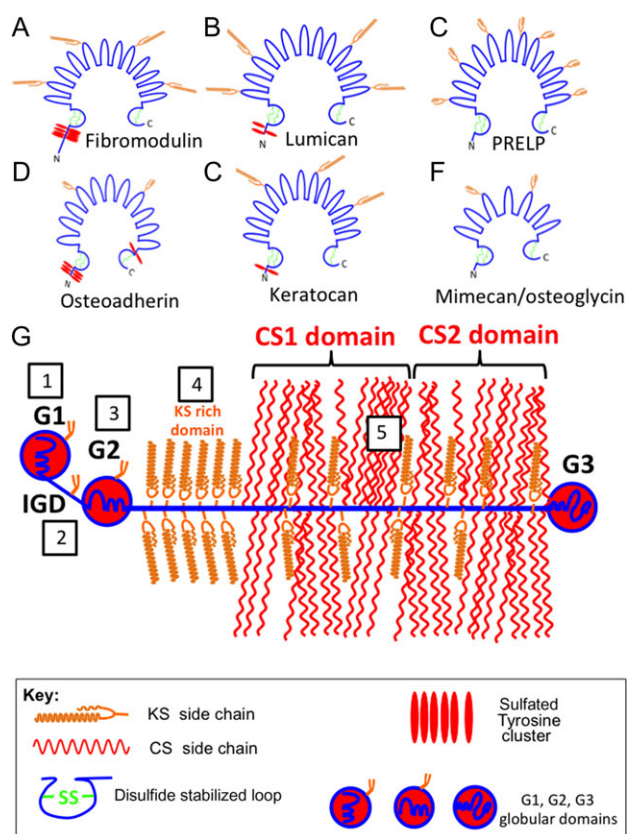 A
B
C
N
C
Fibromodulin
N
C
Lumican
N
C
PRELP
D
C
F
N
C
Osteoadherin
N
C
Keratocan
N
C
Mimecan/osteoglycin
G
CS1 domain
CS2 domain
1
G1
3
G2
4
KS rich
domain
5
G3
IGD
2
Key:
KS side chain
CS side chain
SS
Disulfide stabilized loop
Sulfated
Tyrosine
cluster
G1, G2, G3
globular domains